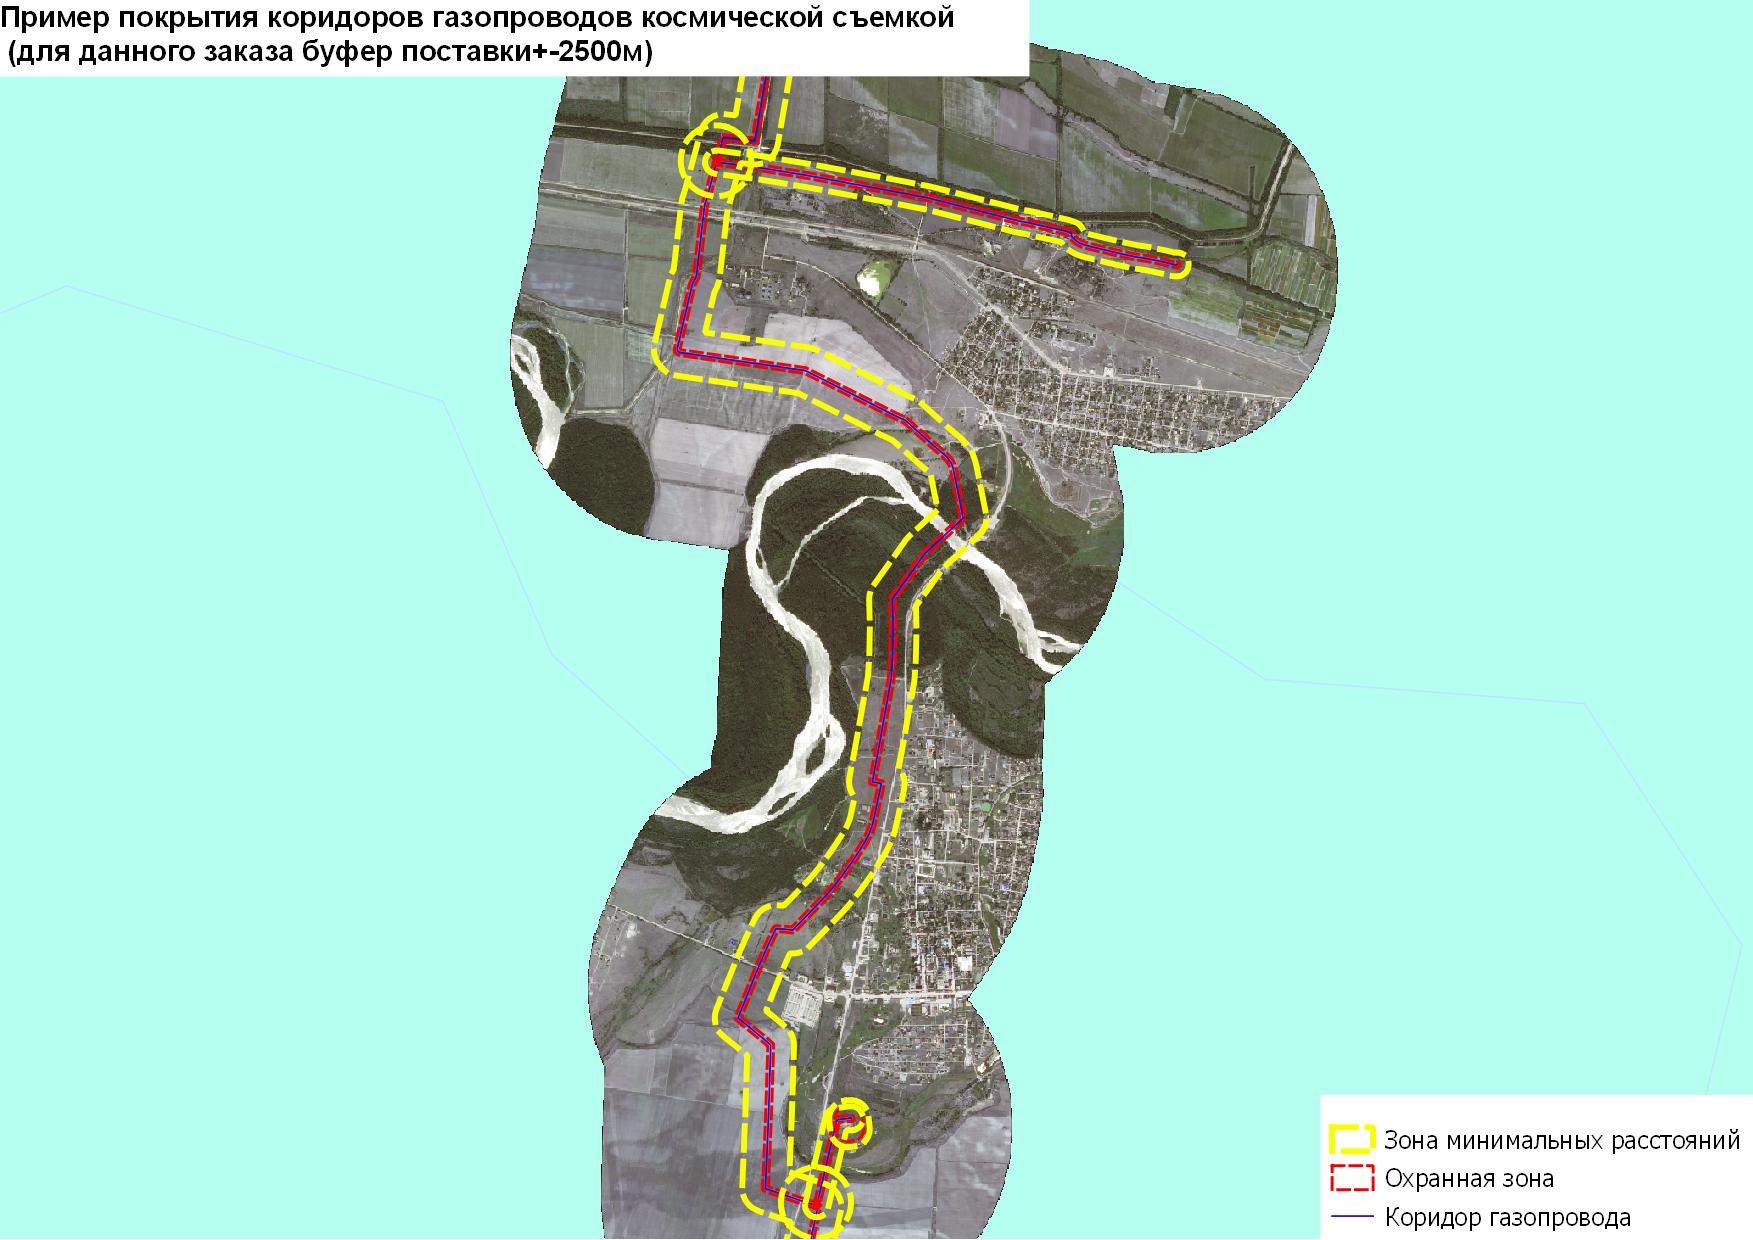 Пример покрытия коридоров газопроводов космической съемкой
(для данного заказа буфер поставки+-2500м)
Зона минимальных расстояний
Охранная зона
Коридор газопровода